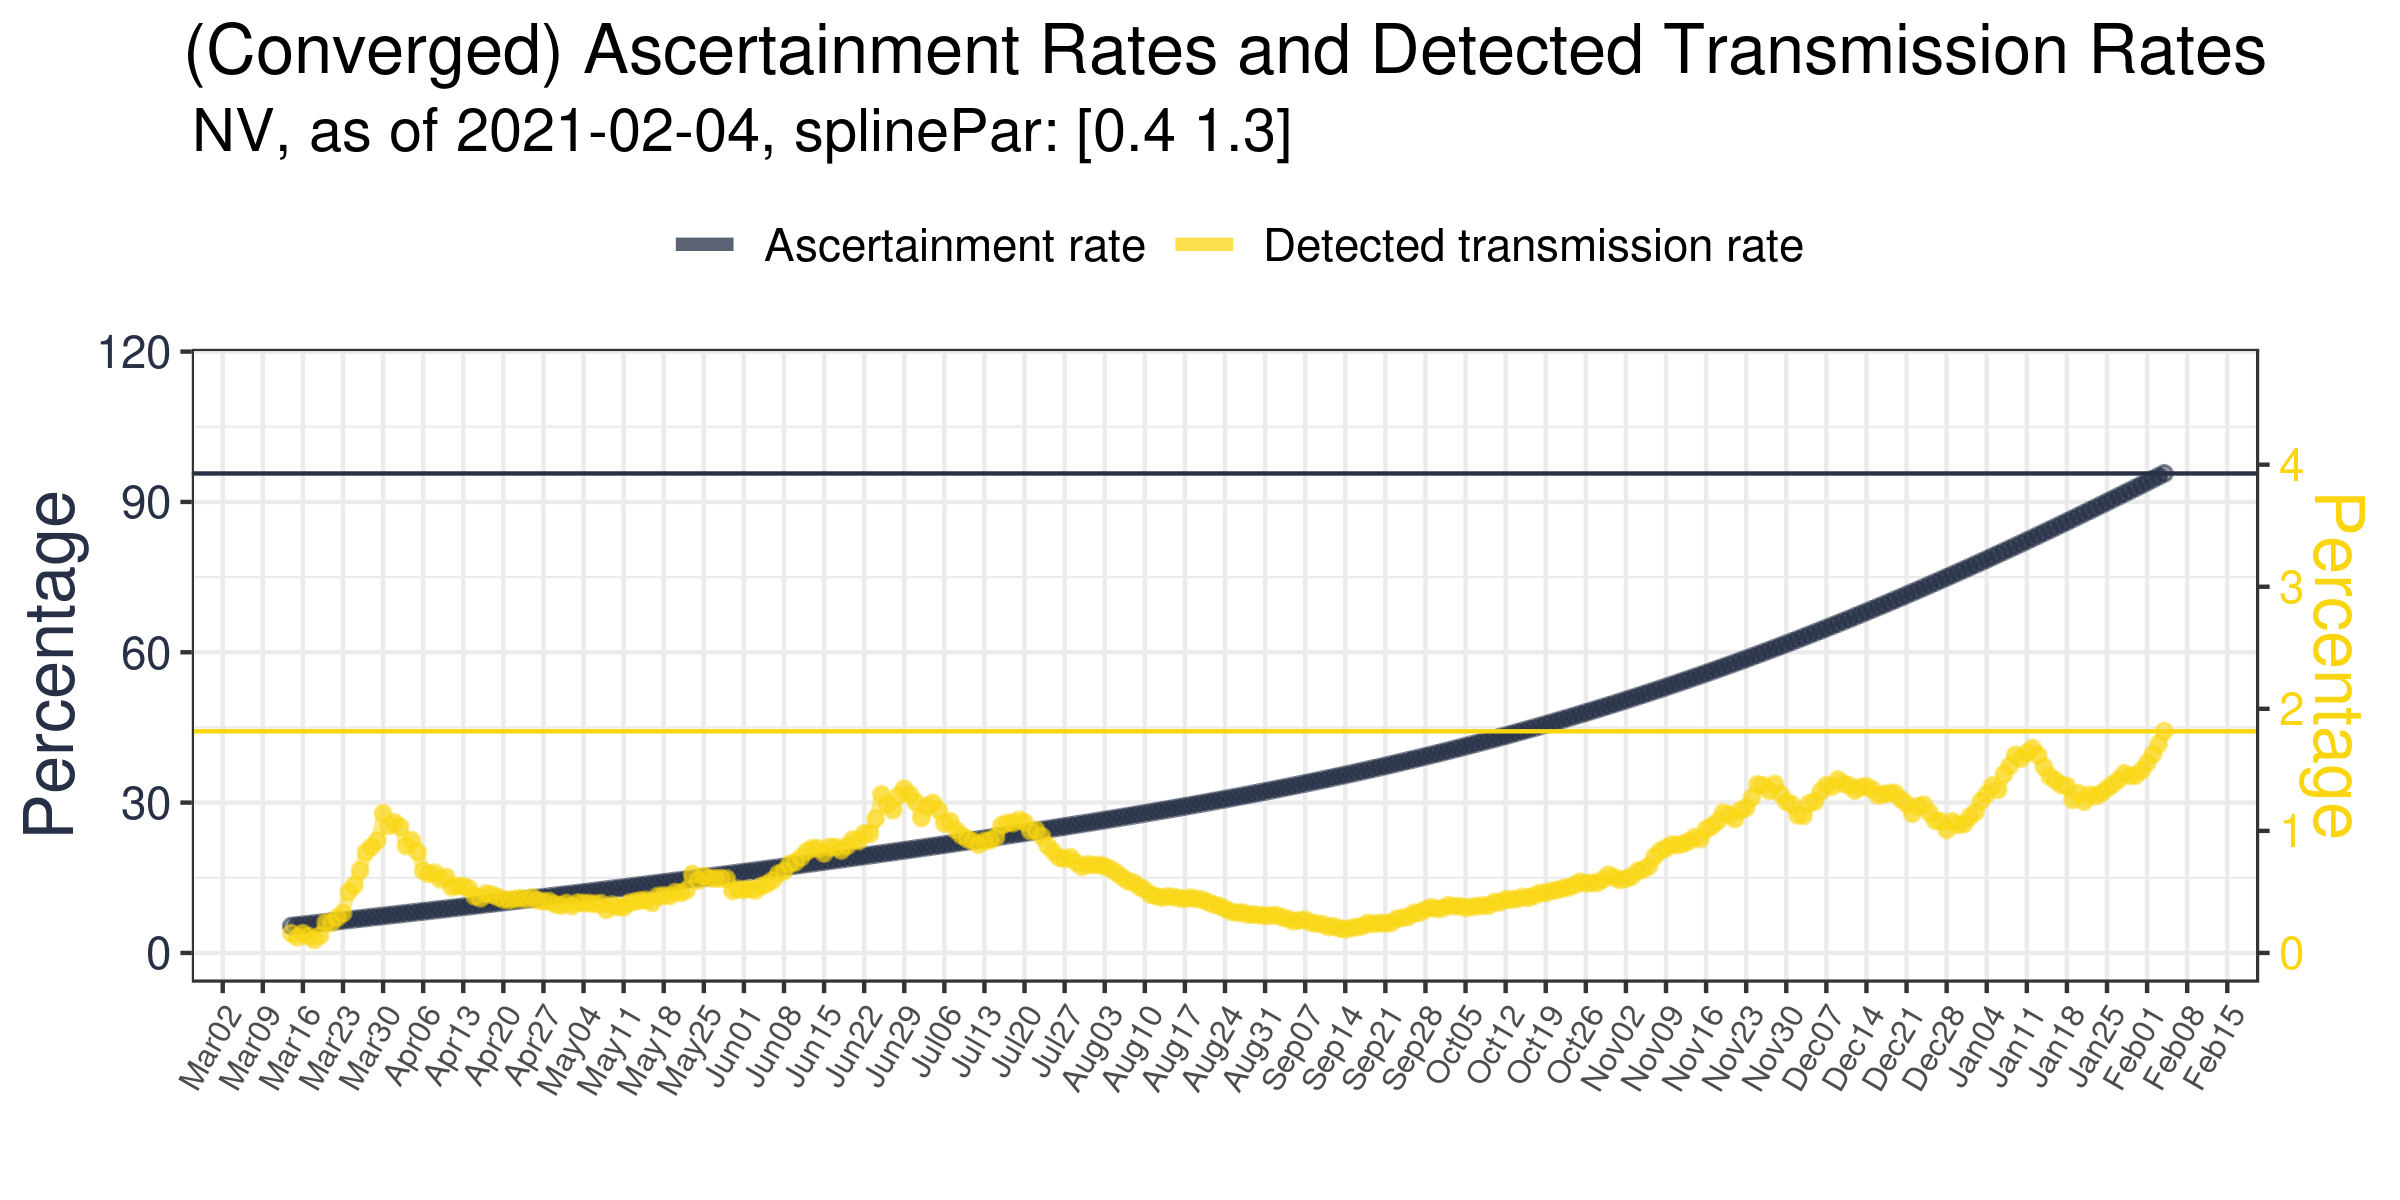 (Converged) Ascertainment Rates and Detected Transmission Rates
NV, as of 2021-02-04, splinePar: [0.4 1.3]
Ascertainment rate
Detected transmission rate
Percentage
120
90
60
30
0
4
3
2
1
0
Percentage
Mar02
Mar09
Mar16
Mar23
Mar30
Apr06
Apr13
Apr20
Apr27
May04
May11
May18
May25
Jun01
Jun08
Jun15
Jun22
Jun29
Jul06
Jul13
Jul20
Jul27
Aug03
Aug10
Aug17
Aug24
Aug31
Sep07
Sep14
Sep21
Sep28
Oct05
Oct12
Oct19
Oct26
Nov02
Nov09
Nov16
Nov23
Nov30
Dec07
Dec14
Dec21
Dec28
Jan04
Jan11
Jan18
Jan25
Feb01
Feb08
Feb15